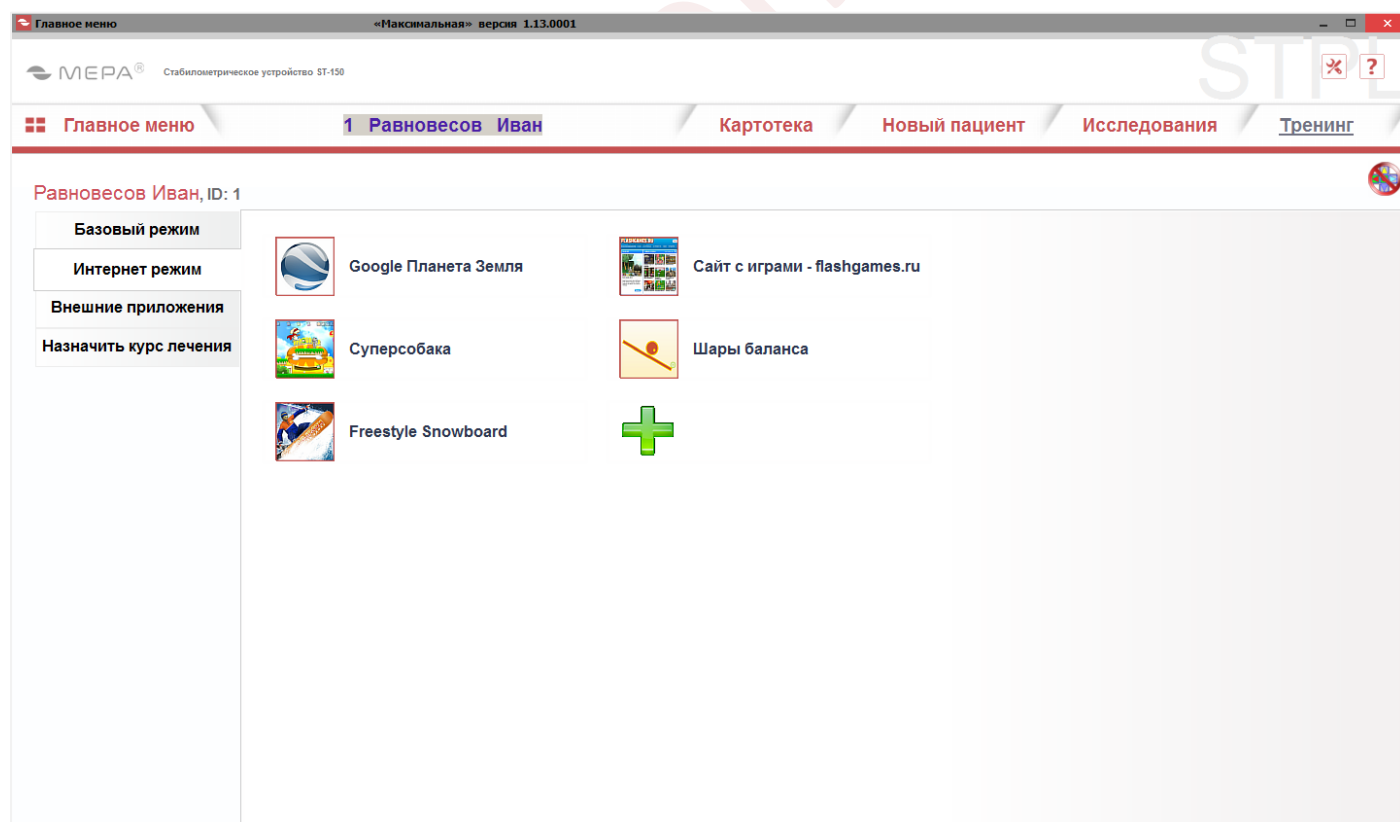 Главное меню «Максимальная» версия 1.13.0001
МЕРА® Стабилометрическое устройство ST-150
STPL
?
Главное меню 1 Равновесов Иван Картотека Новый пациент Исследования Тренинг
Равновесов Иван, ID: 1
Базовый режим
Интернет режим
Внешние приложения
Назначить курс лечения
Google Планета Земля
Сайт с играми - flashgames.ru
Суперсобака
Шары баланса
Freestyle Snowboard